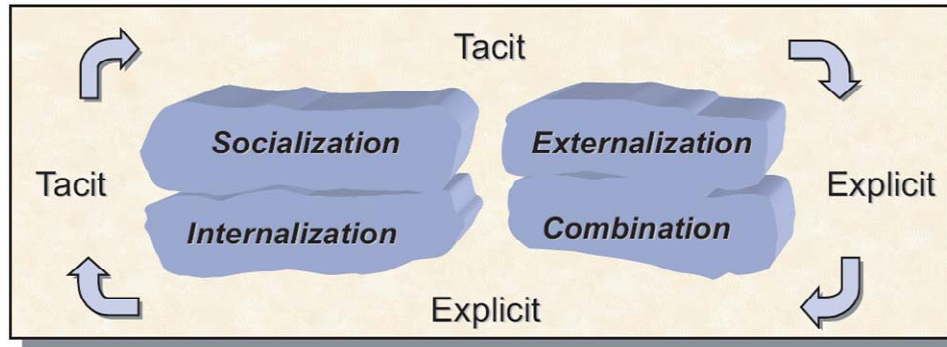 Tacit
Socialization Externalization
Tacit Explicit
Internalization Combination
Explicit